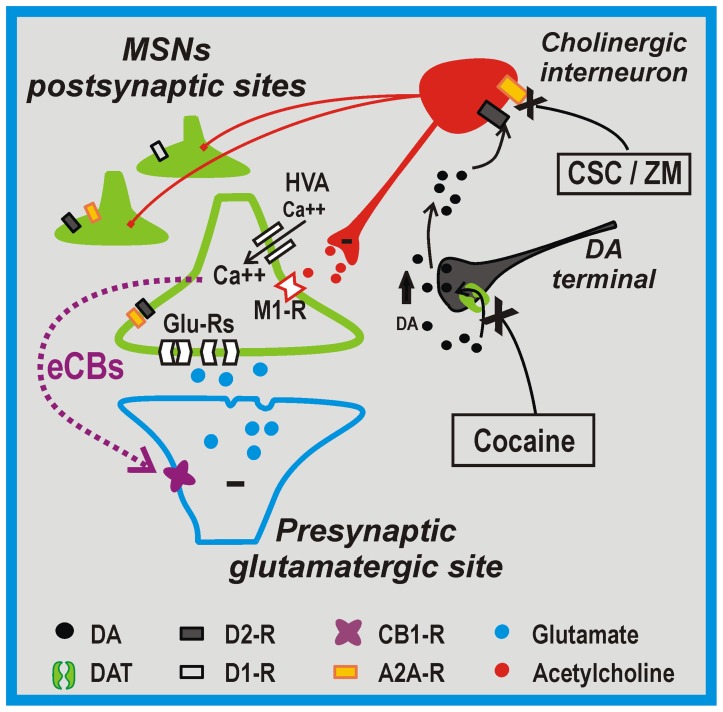 MSNs
postsynaptic sites
Cholinergic
interneuron
CSC / ZM
HVA
Ca++
Ca++
M1-R
DA
terminal
DA
Glu-Rs
eCBs
Cocaine
Presynaptic
glutamatergic site
DA
D2-R
CB1-R
Glutamate
DAT
D1-R
A2A-R
Acetylcholine